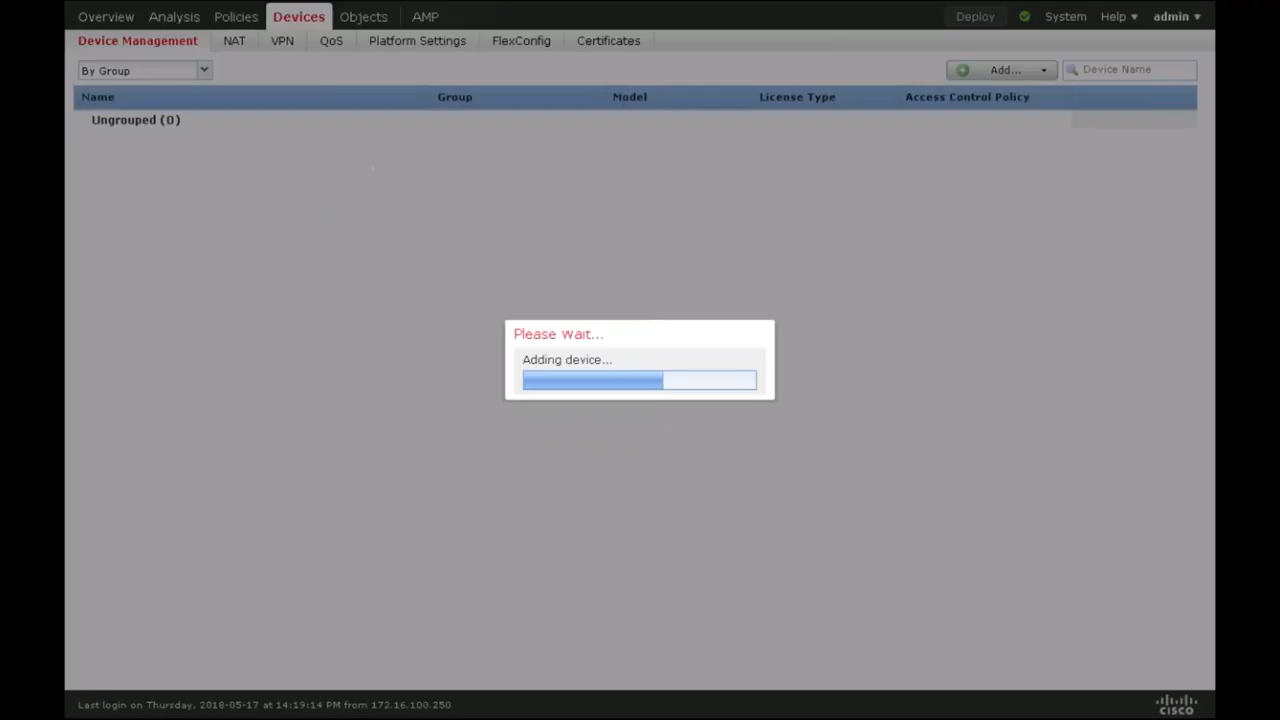 Overview Analysis Policies Devices Objects AMP Deploy System Help admin
Device Management NAT VPN QoS Platform Settings FlexConfig Certificates
By Group Add... Device Name
Name Group Model License Type Access Control Policy
Ungrouped (0)
Please Wait...
Adding device...
Last login on Thursday, 2018-05-17 at 14:19:14 PM from 172.16.100.250
CISCO